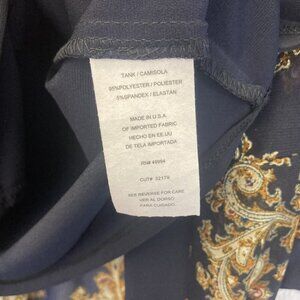 TANK / CAMISOLA
95%POLYESTER / POLIESTER
5%SPANDEX / ELASTAN
MADE IN U.S.A.
OF IMPORTED FABRIC
HECHO EN EE.UU
DE TELA IMPORTADA
RN# 49994
CUT# 32176
SEE REVERSE FOR CARE
VER AL DORSO
PARA CUIDADO